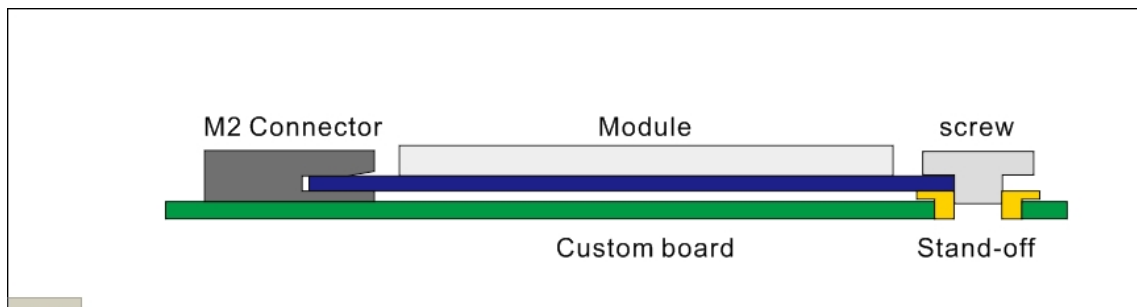 M2 Connector
Module
screw
Custom board
Stand-off